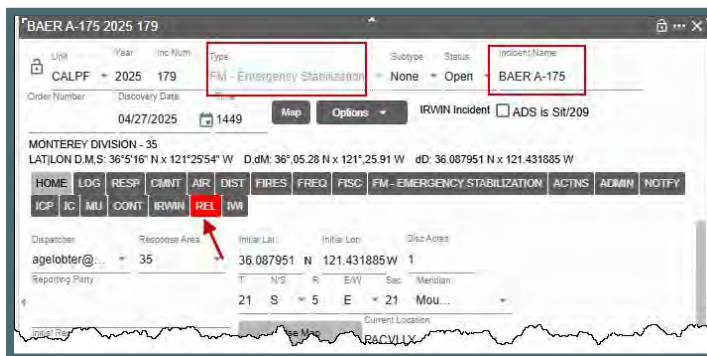 BAER A-175 2025 179
Unit Year Inc Num Type Subtype Status Incident Name
CALPF 2025 179 FM - Emergency Stabilization None Open BAER A-175
Order Number Discovery Date Time
04/27/2025 1449 Map Options IRWIN Incident ADS is Sit/209
MONTEREY DIVISION - 35
LAT|LON D,M,S: 36°5'16" N x 121°25'54" W D,dM: 36°,05.28 N x 121°,25.91 W dD: 36.087951 N x 121.431885 W
HOME LOG RESP CMNT AIR DIST FIRES FREQ FISC FM - EMERGENCY STABILIZATION ACTNS ADMIN NOTFY
ICP IC MU CONT IRWIN REL IWI
Dispatcher Response Area Initial Lat: Initial Lon: Disc Acres
agelobter@... 35 36.087951 N 121.431885 W 1
Reporting Party T N/S R E/W Sec Meridian
21 S 5 E 21 Mou...
Current Location